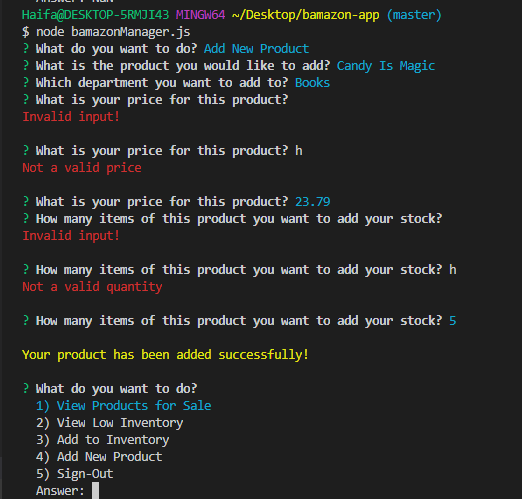 Answer: NaN
Haifa@DESKTOP-5RMJI43 MINGW64 ~/Desktop/bamazon-app (master)
$ node bamazonManager.js
? What do you want to do? Add New Product
? What is the product you would like to add? Candy Is Magic
? Which department you want to add to? Books
? What is your price for this product?
Invalid input!
? What is your price for this product? h
Not a valid price
? What is your price for this product? 23.79
? How many items of this product you want to add your stock?
Invalid input!
? How many items of this product you want to add your stock? h
Not a valid quantity
? How many items of this product you want to add your stock? 5
Your product has been added successfully!
? What do you want to do?
1) View Products for Sale
2) View Low Inventory
3) Add to Inventory
4) Add New Product
5) Sign-Out
Answer: